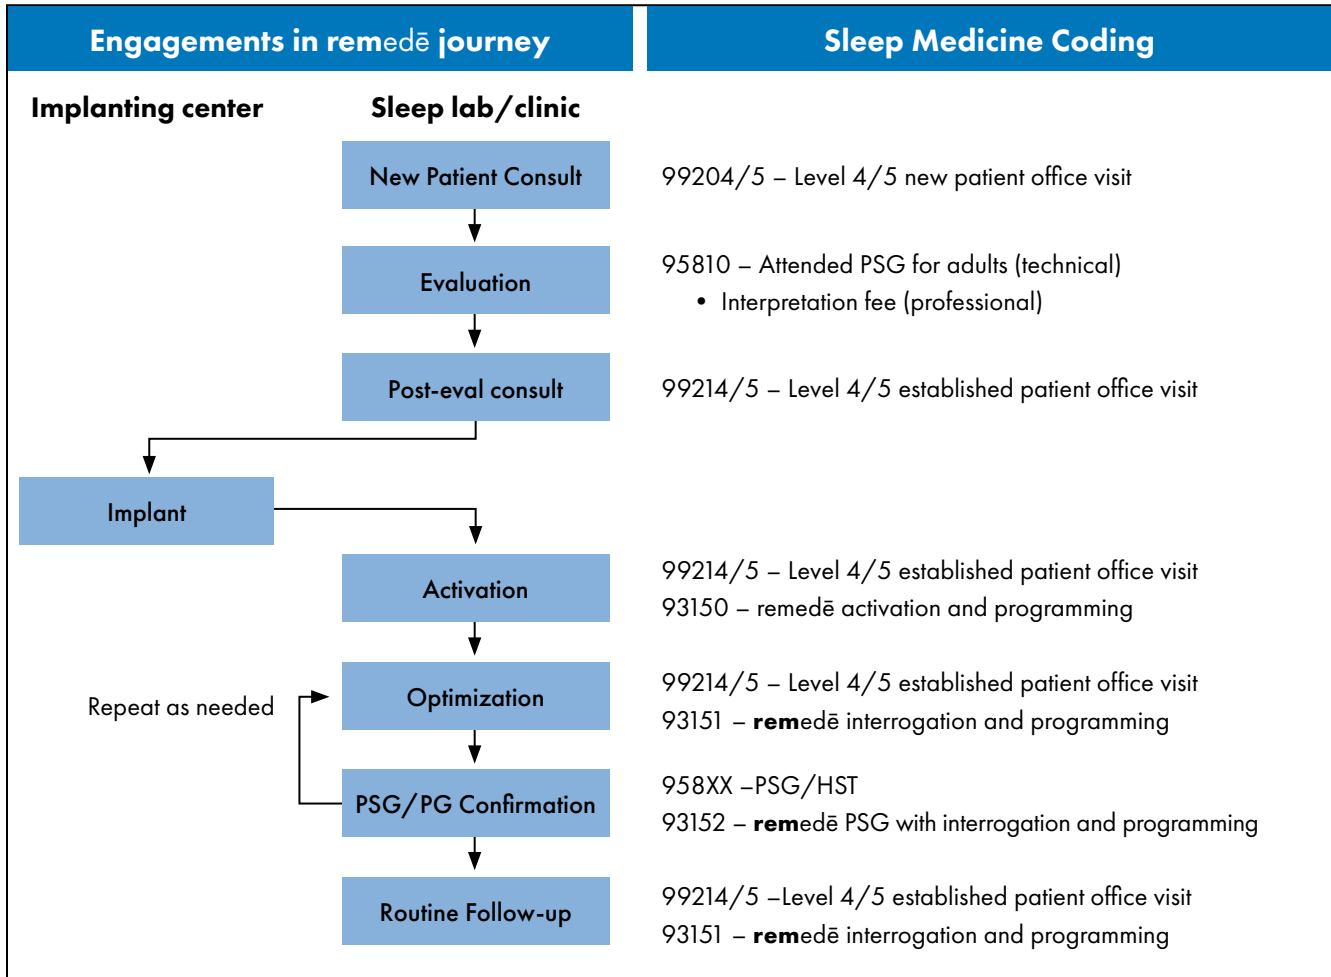 Engagements in remedē journey
Sleep Medicine Coding
Implanting center
Sleep lab/clinic
New Patient Consult
99204/5 – Level 4/5 new patient office visit
Evaluation
95810 – Attended PSG for adults (technical)
• Interpretation fee (professional)
Post-eval consult
99214/5 – Level 4/5 established patient office visit
Implant
Activation
99214/5 – Level 4/5 established patient office visit
93150 – remedē activation and programming
Repeat as needed
Optimization
99214/5 – Level 4/5 established patient office visit
93151 – remedē interrogation and programming
PSG/PG Confirmation
958XX –PSG/HST
93152 – remedē PSG with interrogation and programming
Routine Follow-up
99214/5 –Level 4/5 established patient office visit
93151 – remedē interrogation and programming